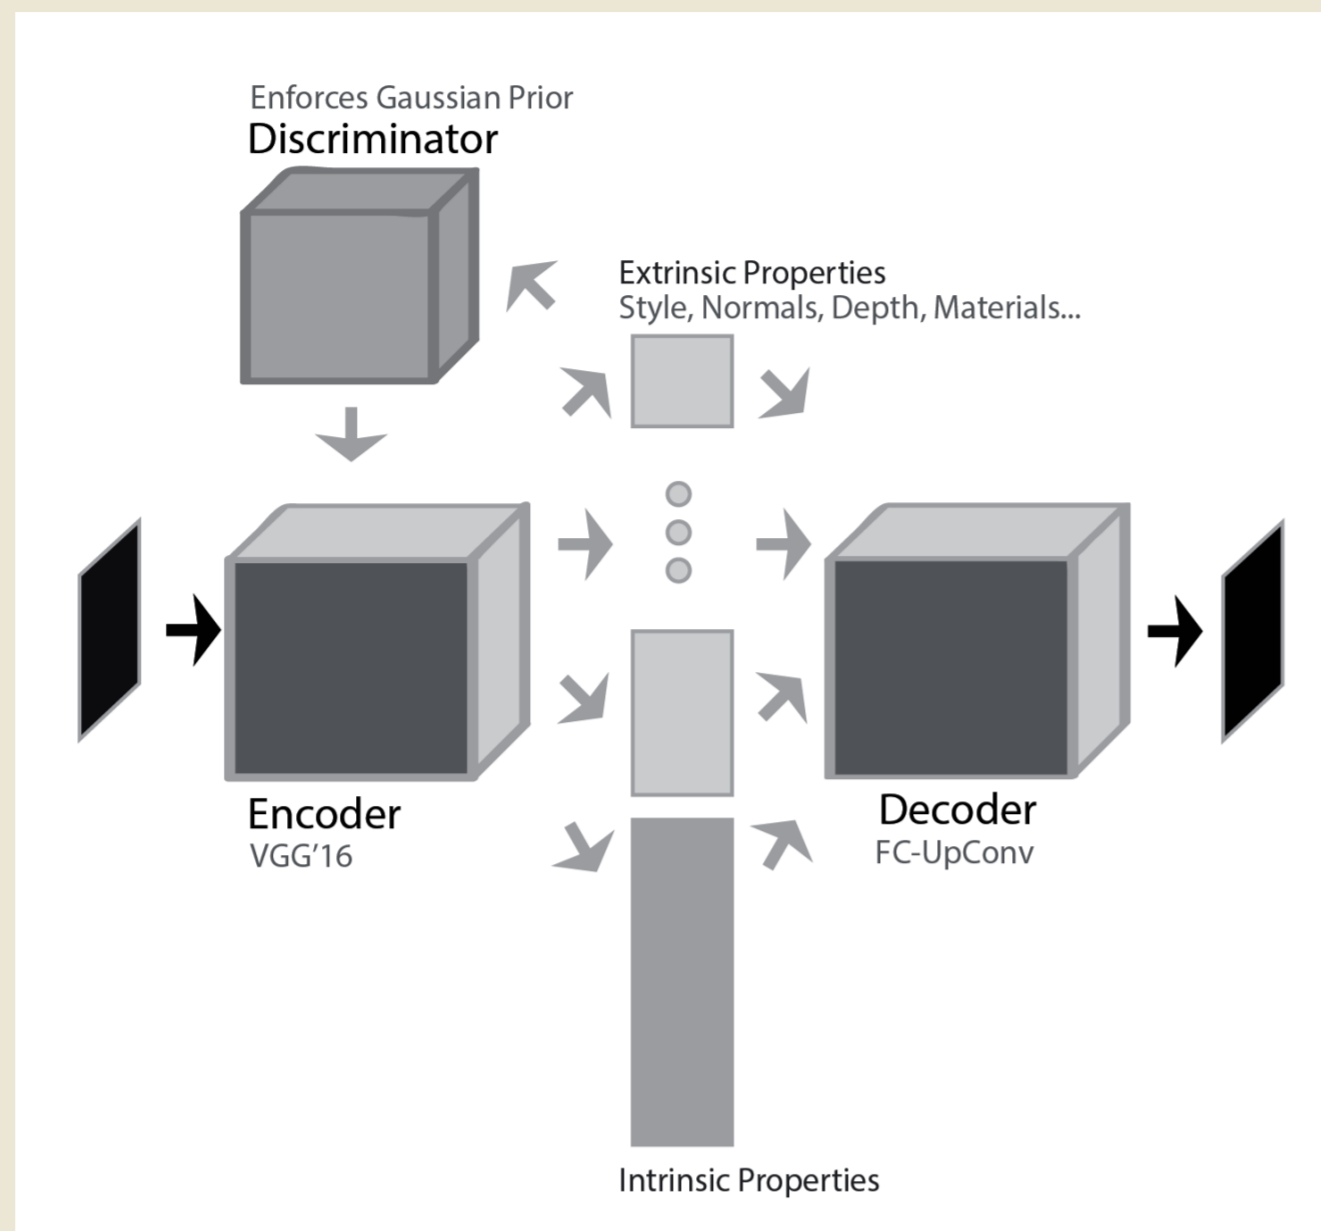 Enforces Gaussian Prior
Discriminator
Extrinsic Properties
Style, Normals, Depth, Materials...
Encoder
VGG'16
Decoder
FC-UpConv
Intrinsic Properties